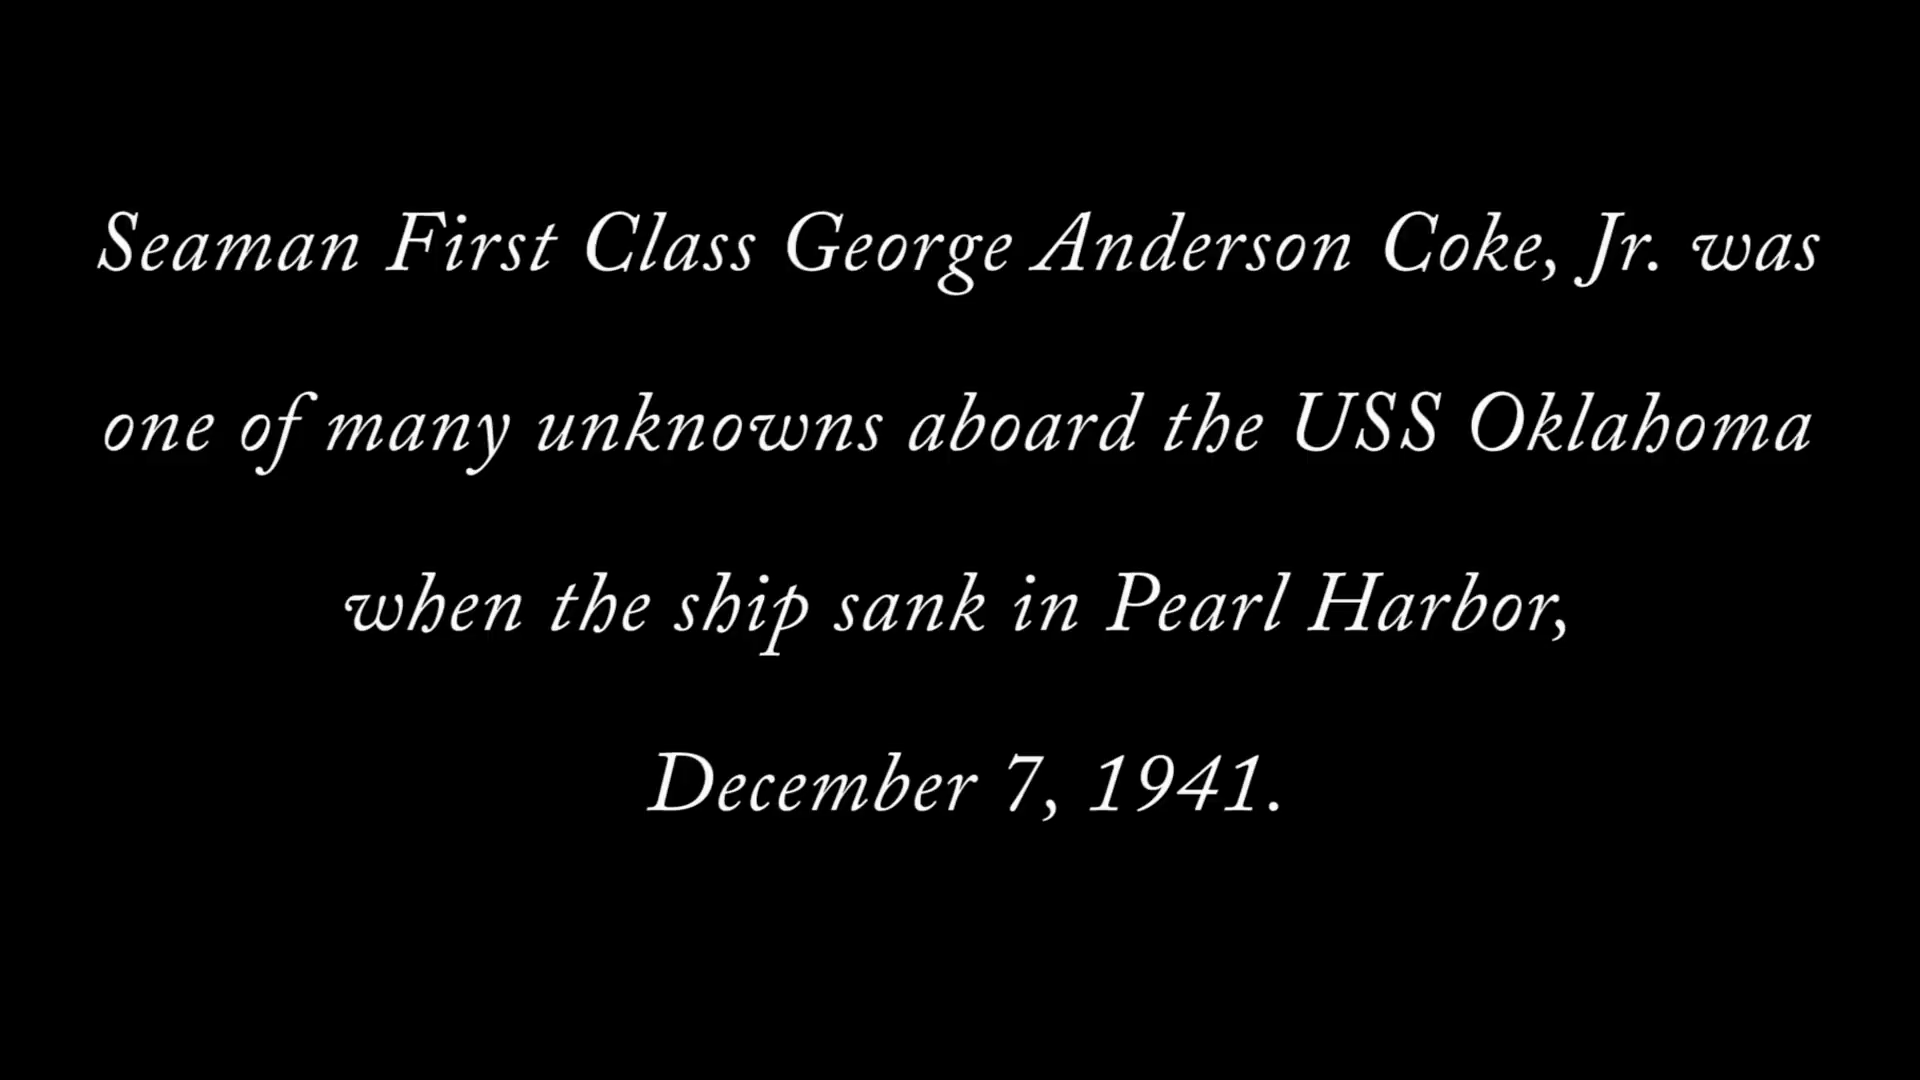 Seaman First Class George Anderson Coke, Jr. was
one of many unknowns aboard the USS Oklahoma
when the ship sank in Pearl Harbor,
December 7, 1941.